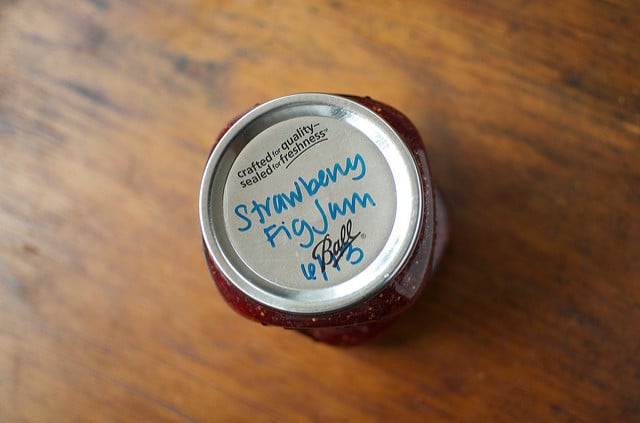 crafted for quality–
sealed for freshness®
Strawberry
Fig Jam
Ball®
6/13